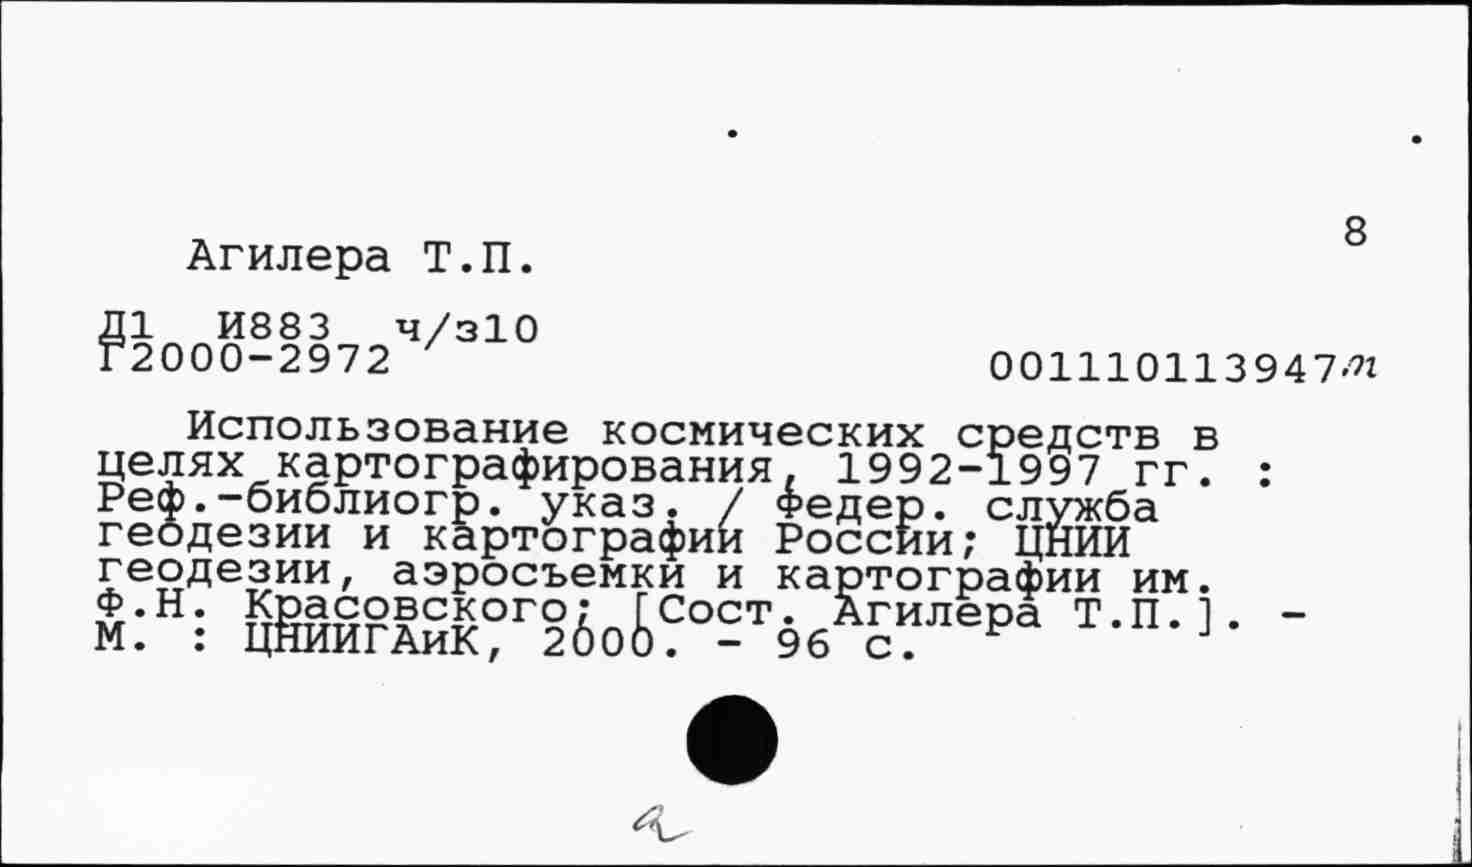 8
Агилера Т.П.
Д1 И883 ч/з10
Г2000-2972
001110113947т
Использование космических средств в
целях картографирования, 1992-1997 гг. :
Реф.-библиогр. указ. / Федер. служба
геодезии и картографии России; ЦНИИ
геодезии, аэросъемки и картографии им.
Ф.Н. Красовского; [Сост. Агилера Т.П.]. -
М. : ЦНИИГАиК, 2000. - 96 с.